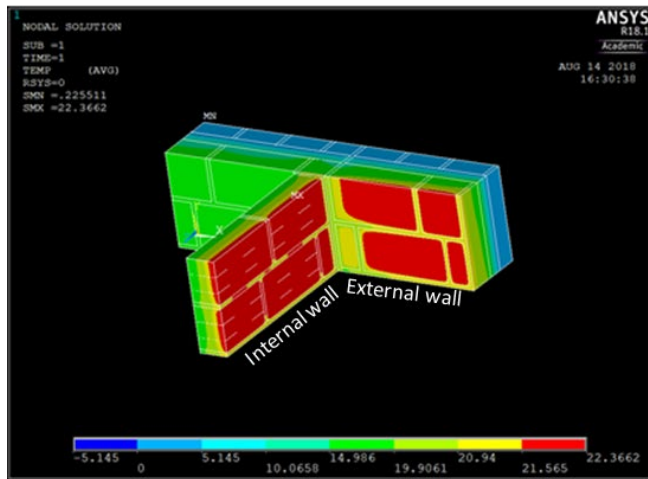 1
NODAL SOLUTION
SUB =1
TIME=1
TEMP (AVG)
RSYS=0
SMN =.225511
SMX =22.3662
ANSYS
R18.1
Academic
AUG 14 2018
16:30:38
MN
MX
X
Internal wall
External wall
-5.145 5.145 14.986 20.94 22.3662
0 10.0658 19.9061 21.565